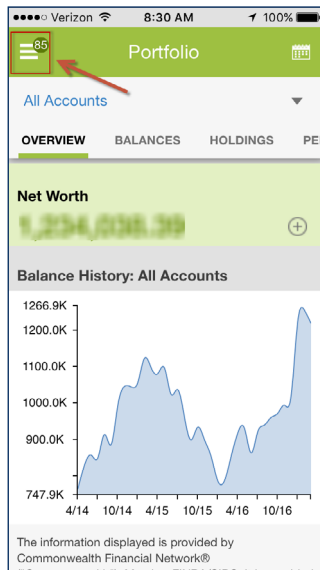 Verizon 8:30 AM 100%
85 Portfolio
All Accounts
OVERVIEW BALANCES HOLDINGS PE
Net Worth
Balance History: All Accounts
1266.9K
1200.0K
1100.0K
1000.0K
900.0K
747.9K
4/14 10/14 4/15 10/15 4/16 10/16
The information displayed is provided by
Commonwealth Financial Network®